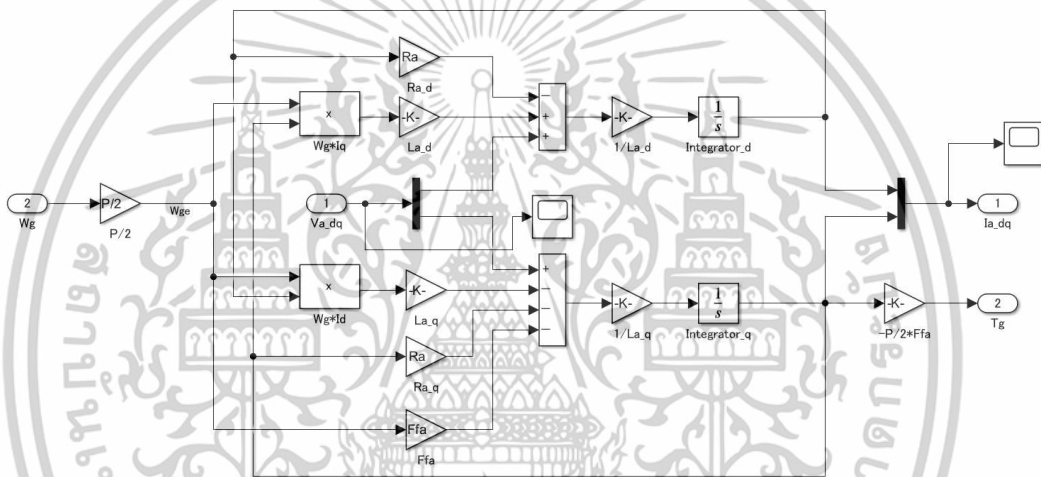 Ra
Ra_d
x
Wg*Iq
-K-
La_d
-
+
+
-K-
1/La_d
1
s
Integrator_d
2
Wg
P/2
P/2
Wge
1
Va_dq
1
Ia_dq
x
Wg*Id
-K-
La_q
+
-
-
-
-K-
1/La_q
1
s
Integrator_q
-K-
-P/2*Ffa
2
Tg
Ra
Ra_q
Ffa
Ffa